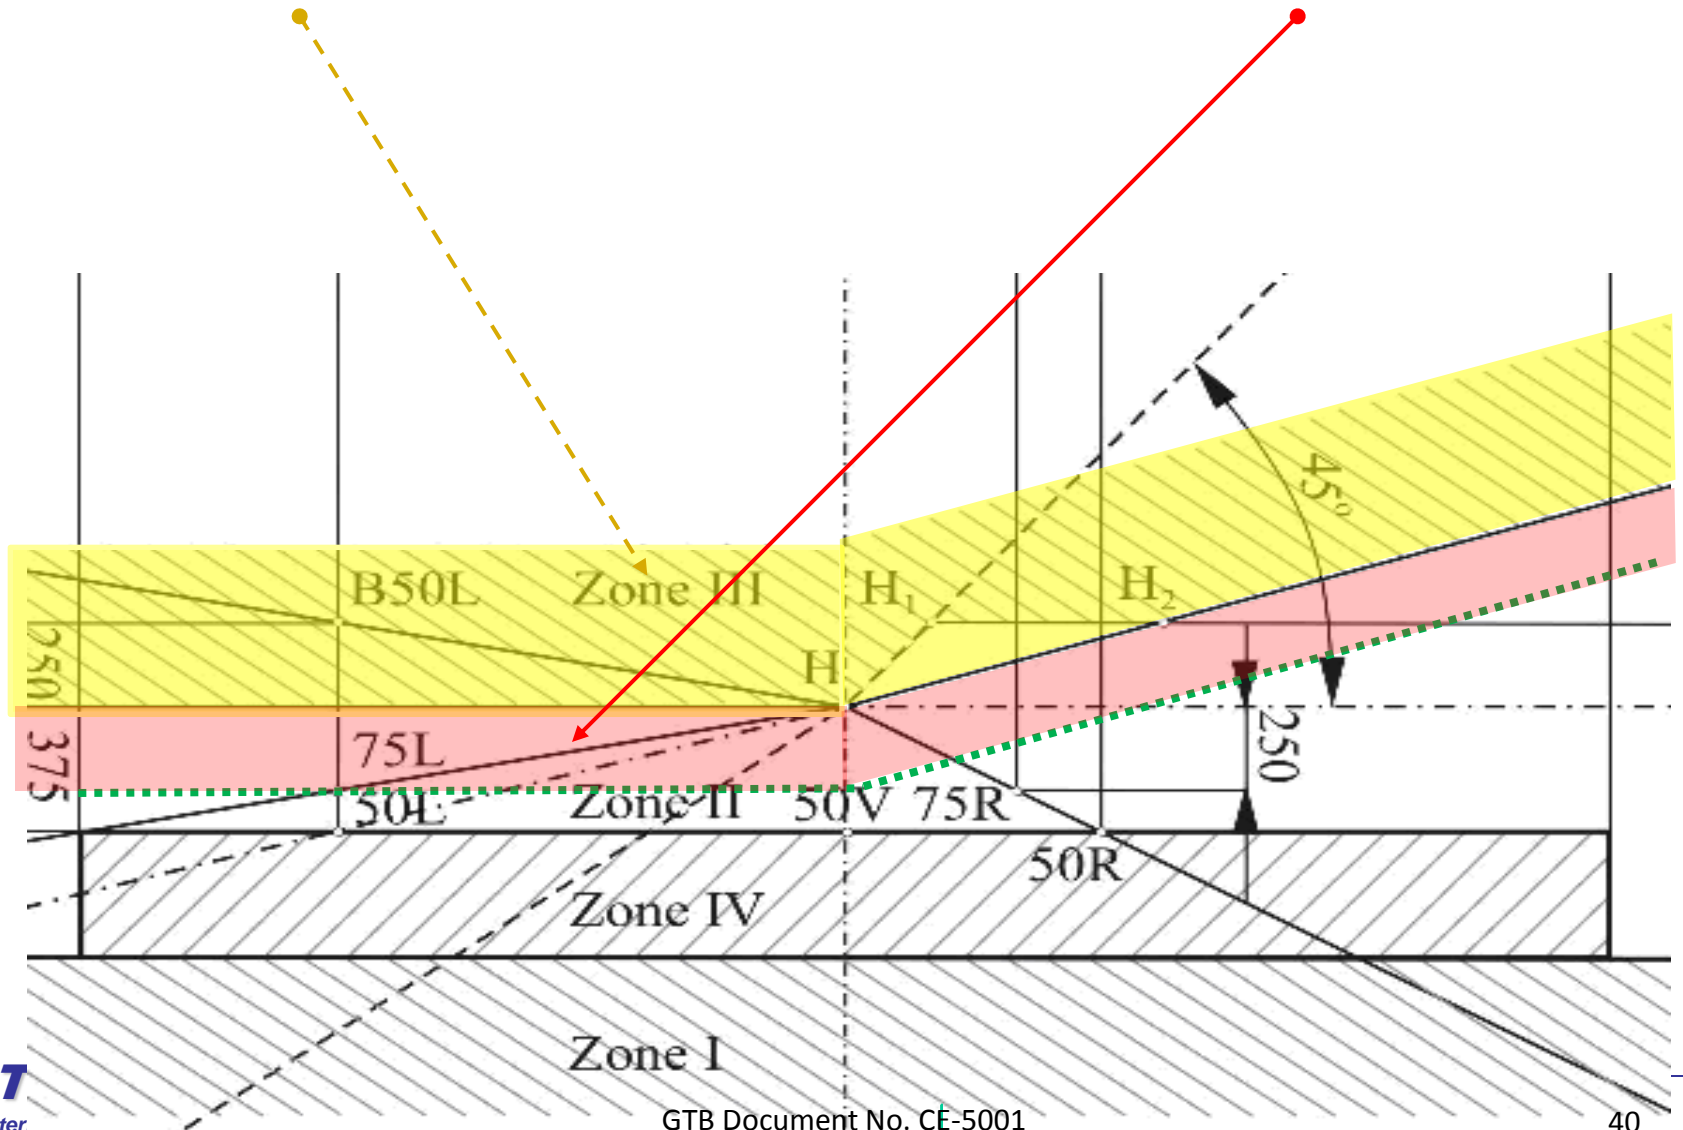 45°
B50L Zone III H1 H2
250
H
75L
375
250
50L Zone II 50V 75R
50R
Zone IV
Zone I
T
ter
GTB Document No. CE-5001
40